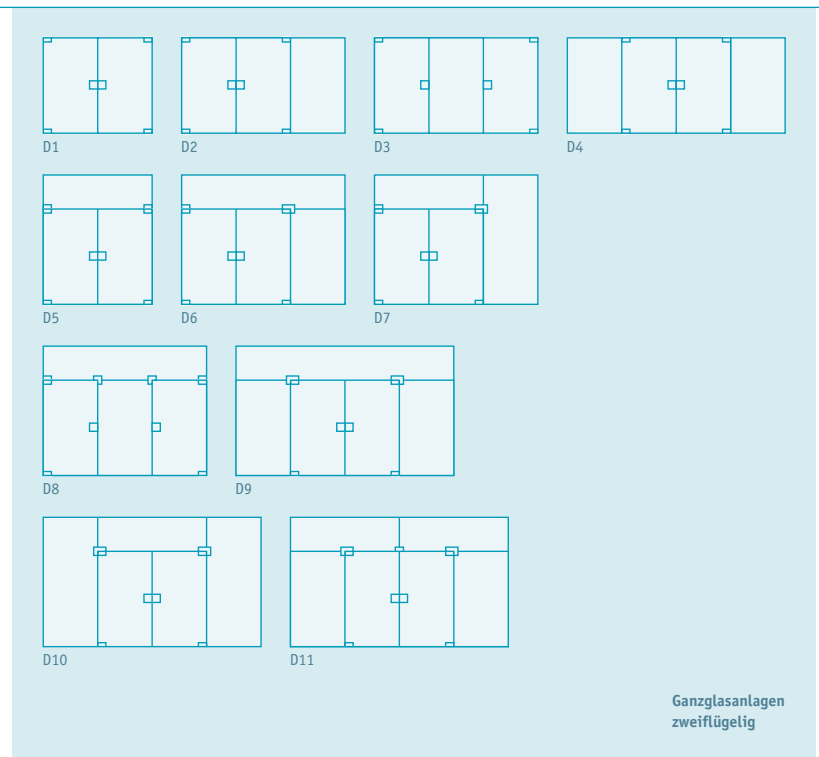 D1 D2 D3 D4
D5 D6 D7
D8 D9
D10 D11
Ganzglasanlagen
zweiflügelig